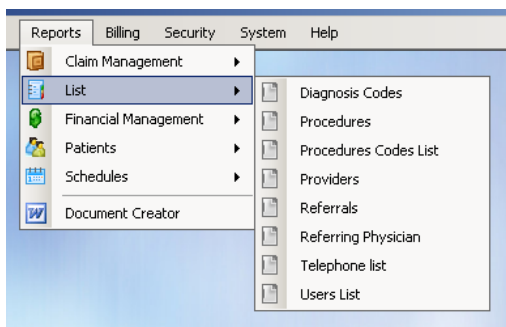 Reports Billing Security System Help
Claim Management
List
Financial Management
Patients
Schedules
Document Creator
Diagnosis Codes
Procedures
Procedures Codes List
Providers
Referrals
Referring Physician
Telephone list
Users List